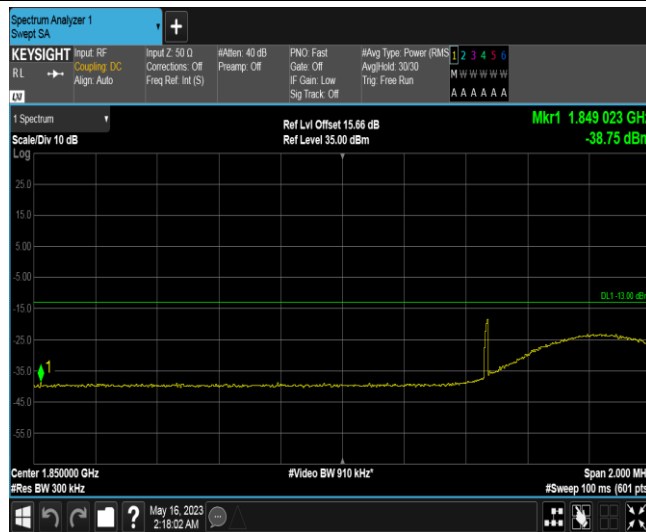 Spectrum Analyzer 1
Swept SA
+
KEYSIGHT
RL
LXI
Input: RF
Coupling: DC
Align: Auto
Input Z: 50 Ω
Corrections: Off
Freq Ref: Int (S)
#Atten: 40 dB
Preamp: Off
PNO: Fast
Gate: Off
IF Gain: Low
Sig Track: Off
#Avg Type: Power (RMS
Avg|Hold: 30/30
Trig: Free Run
1 2 3 4 5 6
M W W W W W
A A A A A A
1 Spectrum
Scale/Div 10 dB
Log
Ref Lvl Offset 15.66 dB
Ref Level 35.00 dBm
Mkr1 1.849 023 GHz
-38.75 dBm
25.0
15.0
5.00
-5.00
-15.0
-25.0
-35.0
-45.0
-55.0
DL1 -13.00 dBm
1
Center 1.850000 GHz
#Res BW 300 kHz
#Video BW 910 kHz*
Span 2.000 MH
#Sweep 100 ms (601 pts
?
May 16, 2023
2:18:02 AM